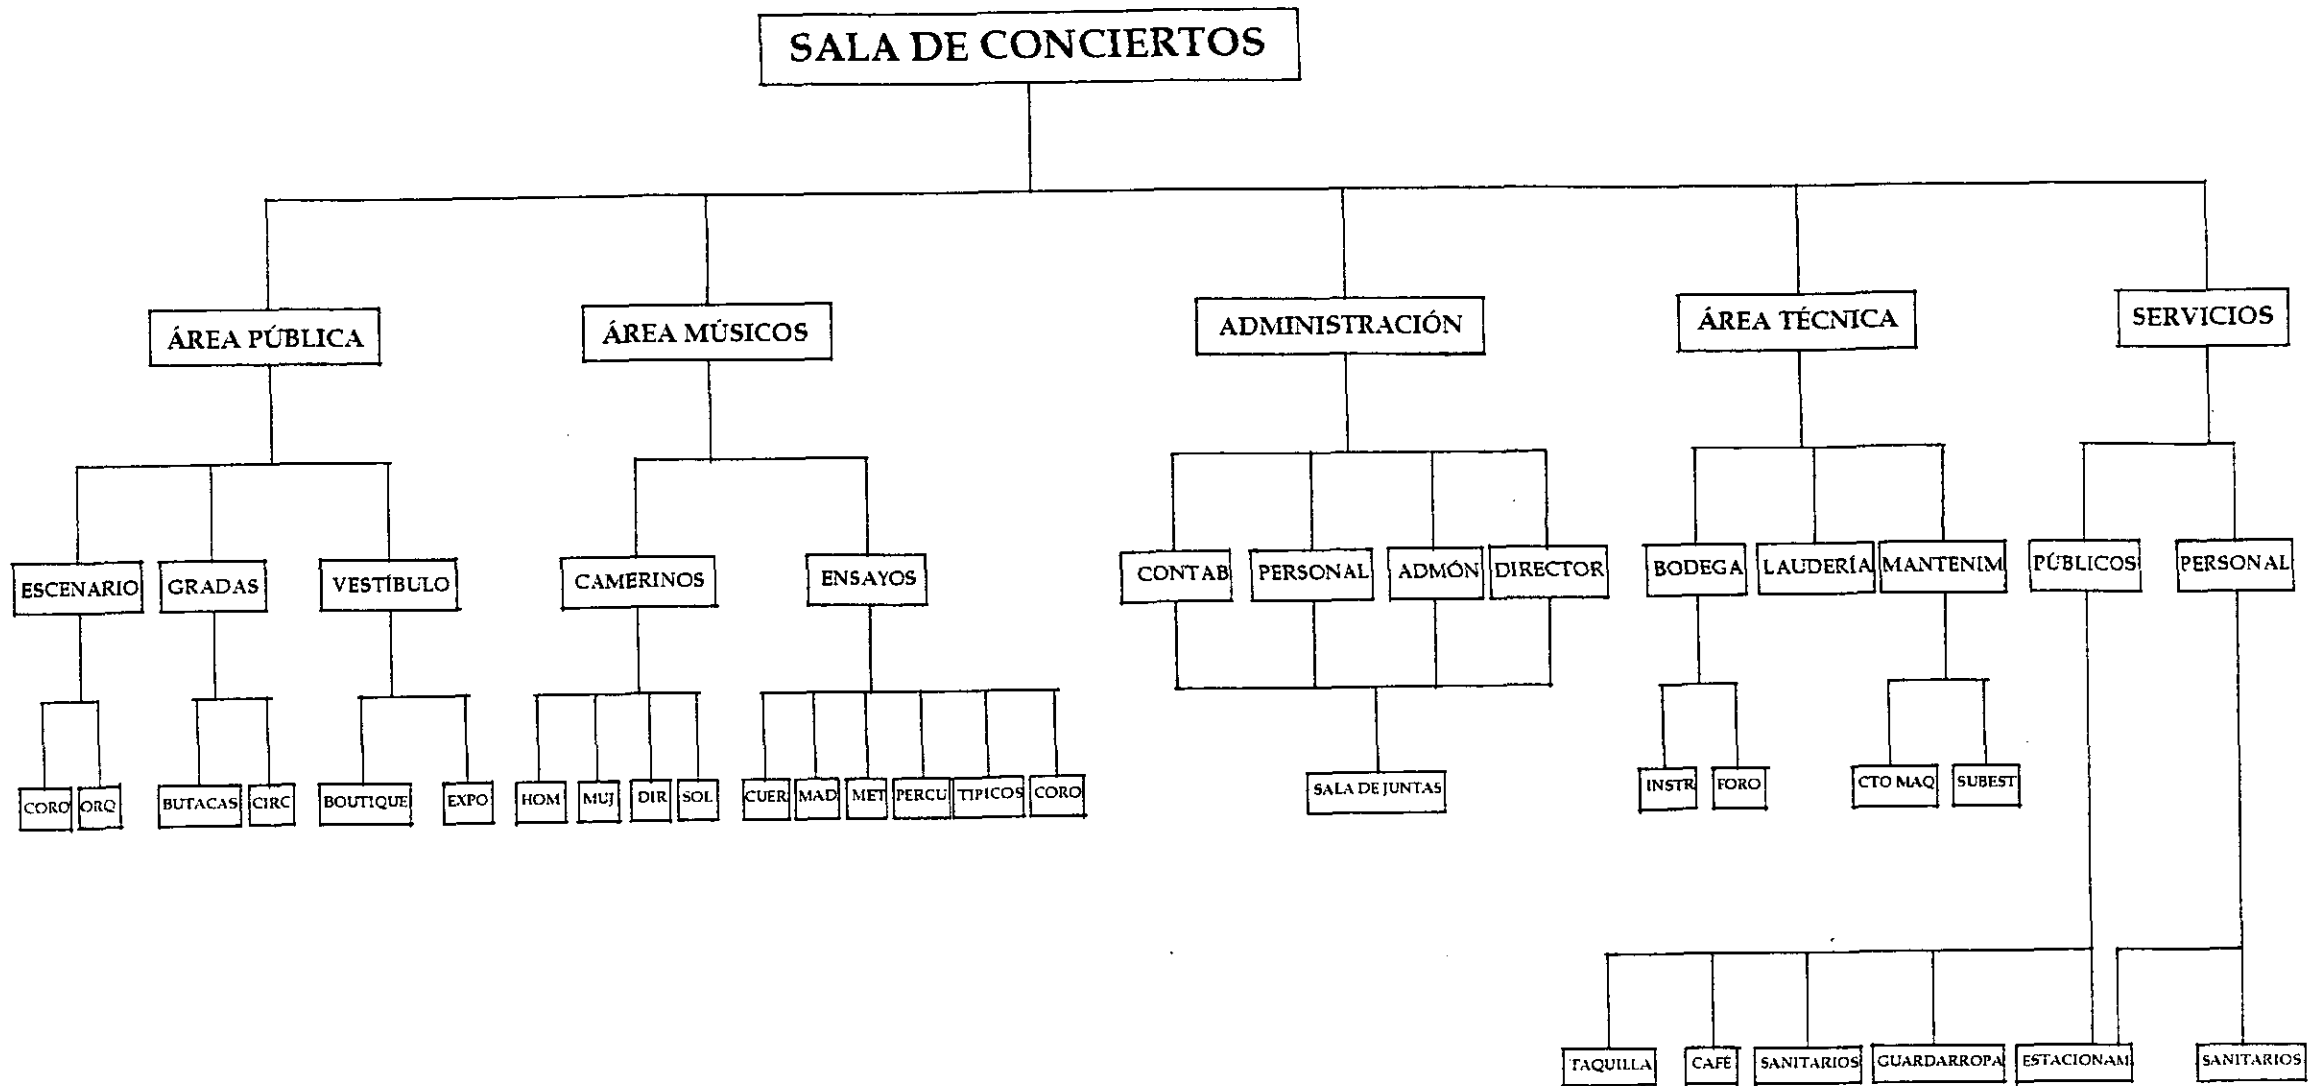 SALA DE CONCIERTOS
ÁREA PÚBLICA
ÁREA MÚSICOS
ADMINISTRACIÓN
ÁREA TÉCNICA
SERVICIOS
ESCENARIO
GRADAS
VESTÍBULO
CAMERINOS
ENSAYOS
CONTAB
PERSONAL
ADMÓN
DIRECTOR
BODEGA
LAUDERÍA
MANTENIM
PÚBLICOS
PERSONAL
CORO
ORQ
BUTACAS
CIRC
BOUTIQUE
EXPO
HOM
MUJ
DIR
SOL
CUER
MAD
MET
PERCU
TIPICOS
CORO
SALA DE JUNTAS
INSTR
FORO
CTO MAQ
SUBEST
TAQUILLA
CAFÉ
SANITARIOS
GUARDARROPA
ESTACIONAM
SANITARIOS